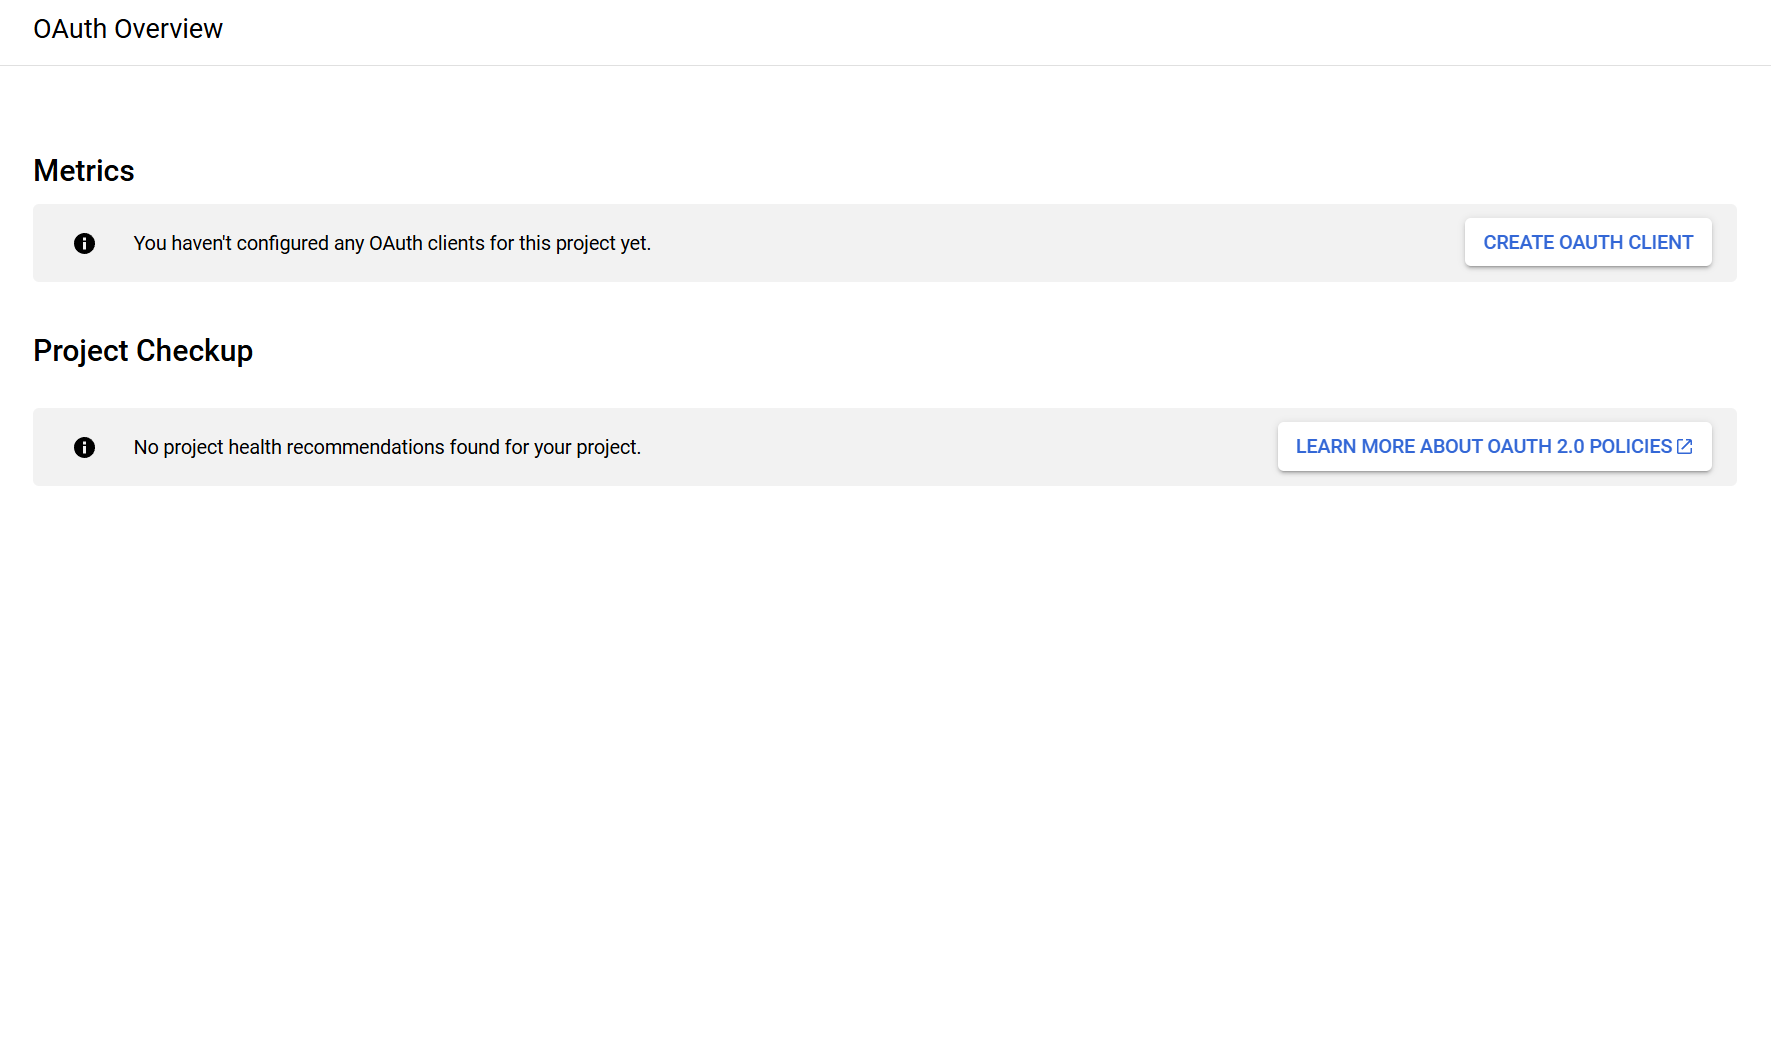 OAuth Overview
Metrics
You haven't configured any OAuth clients for this project yet.
CREATE OAUTH CLIENT
Project Checkup
No project health recommendations found for your project.
LEARN MORE ABOUT OAUTH 2.0 POLICIES